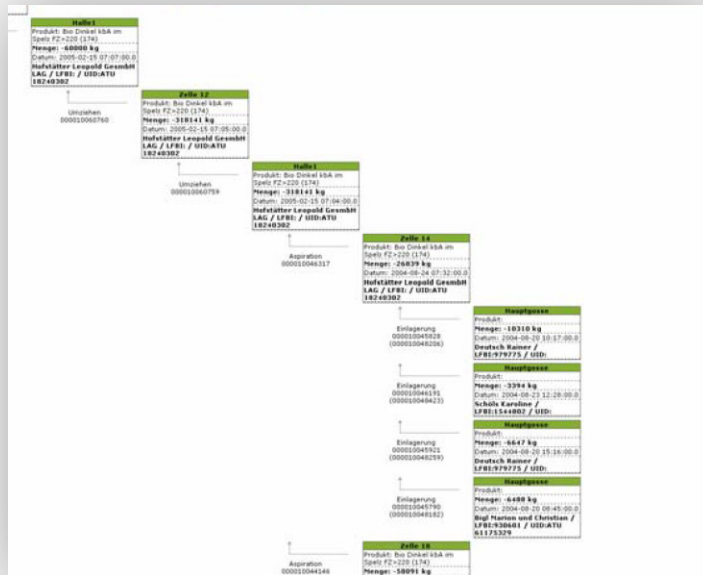 Halle1
Produkt: Bio Dinkel kbA im
Spelz FZ>220 (174)
Menge: -60000 kg
Datum: 2005-02-15 07:07:00.0
Hofstätter Leopold GesmbH
LAG / LFBI: / UID:ATU
18240302
Umziehen
000010060760
Zelle 12
Produkt: Bio Dinkel kbA im
Spelz FZ>220 (174)
Menge: -318141 kg
Datum: 2005-02-15 07:05:00.0
Hofstätter Leopold GesmbH
LAG / LFBI: / UID:ATU
18240302
Umziehen
000010060759
Halle1
Produkt: Bio Dinkel kbA im
Spelz FZ>220 (174)
Menge: -318141 kg
Datum: 2005-02-15 07:04:00.0
Hofstätter Leopold GesmbH
LAG / LFBI: / UID:ATU
18240302
Aspiration
000010046317
Zelle 14
Produkt: Bio Dinkel kbA im
Spelz FZ>220 (174)
Menge: -26839 kg
Datum: 2004-08-24 07:32:00.0
Hofstätter Leopold GesmbH
LAG / LFBI: / UID:ATU
18240302
Einlagerung
000010045828
(000010048206)
Hauptgosse
Produkt:
Menge: -10310 kg
Datum: 2004-08-20 10:17:00.0
Deutsch Rainer /
LFBI:979775 / UID:
Einlagerung
000010046191
(000010048423)
Hauptgosse
Produkt:
Menge: -3394 kg
Datum: 2004-08-23 12:28:00.0
Schöls Karoline /
LFBI:1544802 / UID:
Einlagerung
000010045921
(000010048259)
Hauptgosse
Produkt:
Menge: -6647 kg
Datum: 2004-08-20 15:16:00.0
Deutsch Rainer /
LFBI:979775 / UID:
Einlagerung
000010045790
(000010048182)
Hauptgosse
Produkt:
Menge: -6488 kg
Datum: 2004-08-20 08:45:00.0
Bigl Marion und Christian /
LFBI:930601 / UID:ATU
61175329
Aspiration
000010044146
Zelle 18
Produkt: Bio Dinkel kbA im
Spelz FZ>220 (174)
Menge: -58091 kg